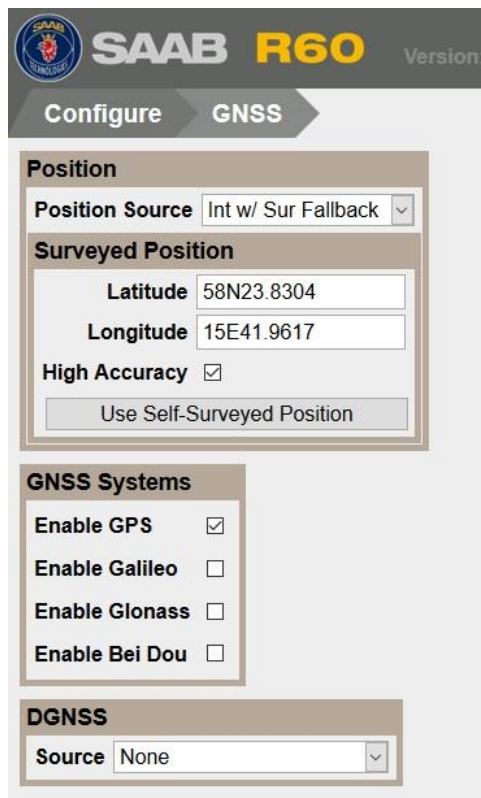 SAAB
TECHNOLOGIES
SAAB R60 Version:
Configure GNSS
Position
Position Source Int w/ Sur Fallback
Surveyed Position
Latitude 58N23.8304
Longitude 15E41.9617
High Accuracy
Use Self-Surveyed Position
GNSS Systems
Enable GPS
Enable Galileo
Enable Glonass
Enable Bei Dou
DGNSS
Source None